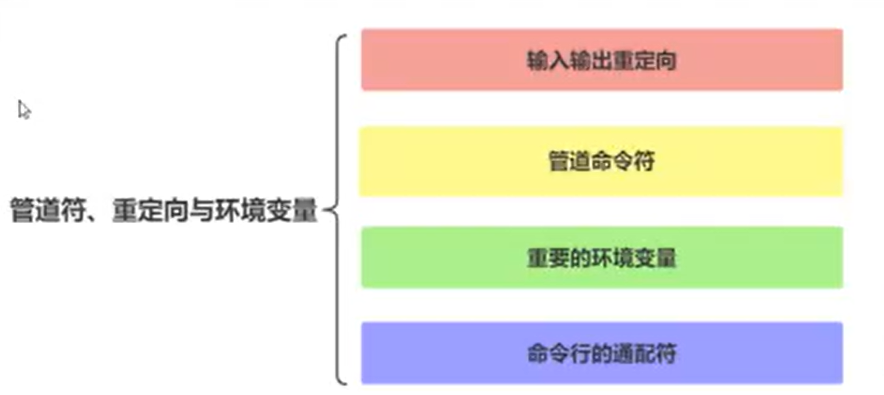 管道符、重定向与环境变量
输入输出重定向
管道命令符
重要的环境变量
命令行的通配符